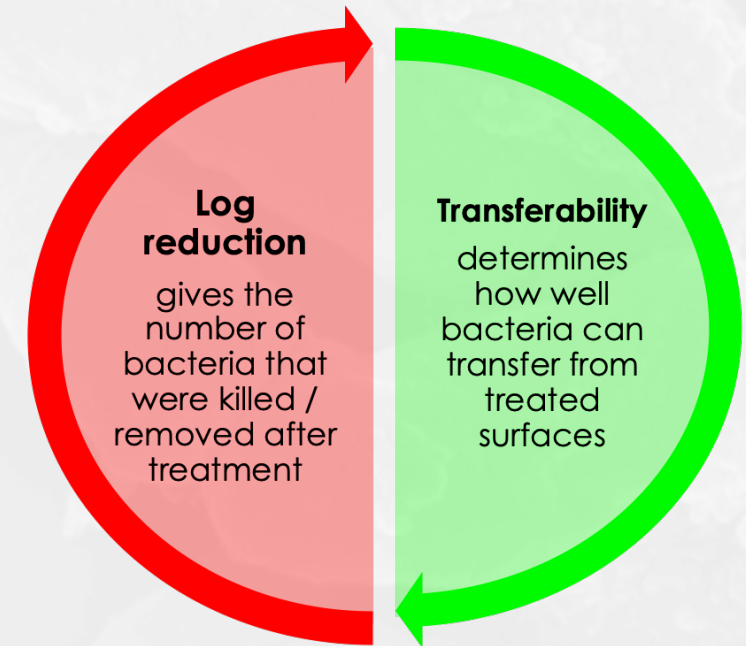 Log
reduction
gives the
number of
bacteria that
were killed /
removed after
treatment
Transferability
determines
how well
bacteria can
transfer from
treated
surfaces